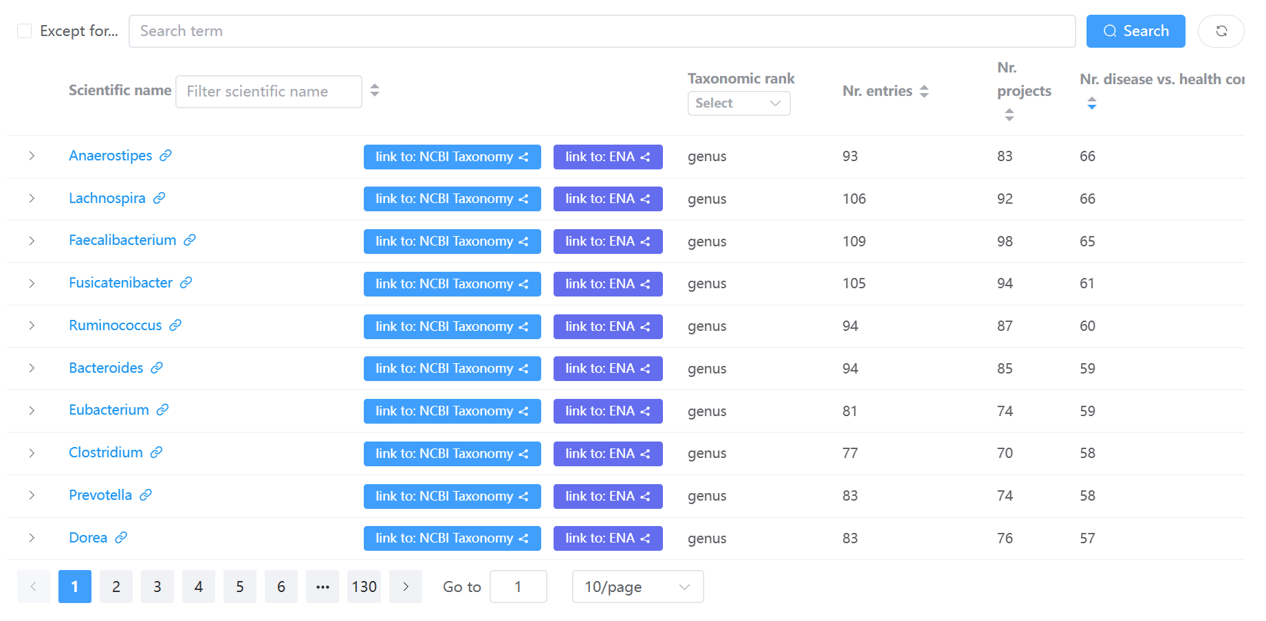 Except for... Search term Search
Scientific name Filter scientific name Taxonomic rank Select Nr. entries Nr. projects Nr. disease vs. health con
Anaerostipes link to: NCBI Taxonomy link to: ENA genus 93 83 66
Lachnospira link to: NCBI Taxonomy link to: ENA genus 106 92 66
Faecalibacterium link to: NCBI Taxonomy link to: ENA genus 109 98 65
Fusicatenibacter link to: NCBI Taxonomy link to: ENA genus 105 94 61
Ruminococcus link to: NCBI Taxonomy link to: ENA genus 94 87 60
Bacteroides link to: NCBI Taxonomy link to: ENA genus 94 85 59
Eubacterium link to: NCBI Taxonomy link to: ENA genus 81 74 59
Clostridium link to: NCBI Taxonomy link to: ENA genus 77 70 58
Prevotella link to: NCBI Taxonomy link to: ENA genus 83 74 58
Dorea link to: NCBI Taxonomy link to: ENA genus 83 76 57
1 2 3 4 5 6 ••• 130 Go to 1 10/page